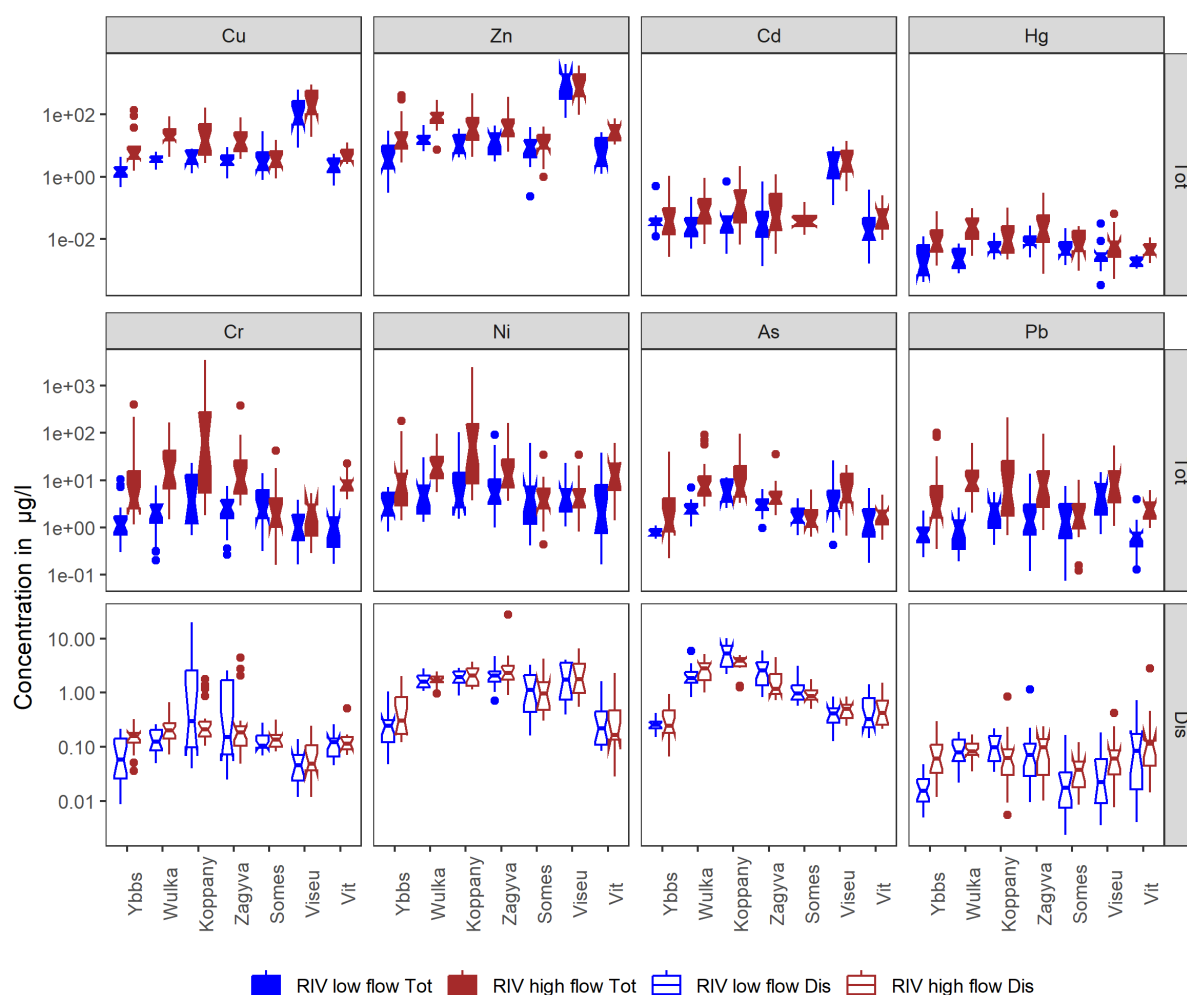 Cu Zn Cd Hg
1e+02
1e+00
1e-02
Tot
Cr Ni As Pb
1e+03
1e+02
1e+01
1e+00
1e-01
Tot
10.00
1.00
0.10
0.01
Dis
Concentration in µg/l
Ybbs Wulka Koppany Zagyva Somes Viseu Vit Ybbs Wulka Koppany Zagyva Somes Viseu Vit Ybbs Wulka Koppany Zagyva Somes Viseu Vit Ybbs Wulka Koppany Zagyva Somes Viseu Vit
RIV low flow Tot RIV high flow Tot RIV low flow Dis RIV high flow Dis